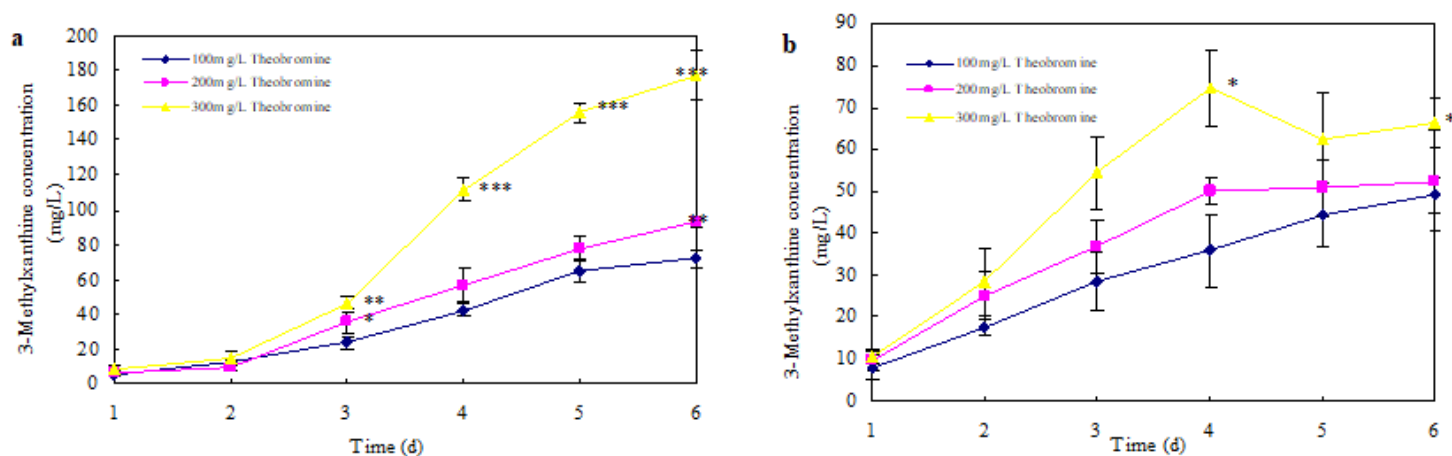 a
200
180
160
140
120
100
80
60
40
20
0
3-Methylxanthine concentration
(mg/L)
100mg/L Theobromine
200mg/L Theobromine
300mg/L Theobromine
***
***
***
**
**
*
1 2 3 4 5 6
Time (d)
b
90
80
70
60
50
40
30
20
10
0
3-Methylxanthine concentration
(mg/L)
100mg/L Theobromine
200mg/L Theobromine
300mg/L Theobromine
*
*
1 2 3 4 5 6
Time (d)